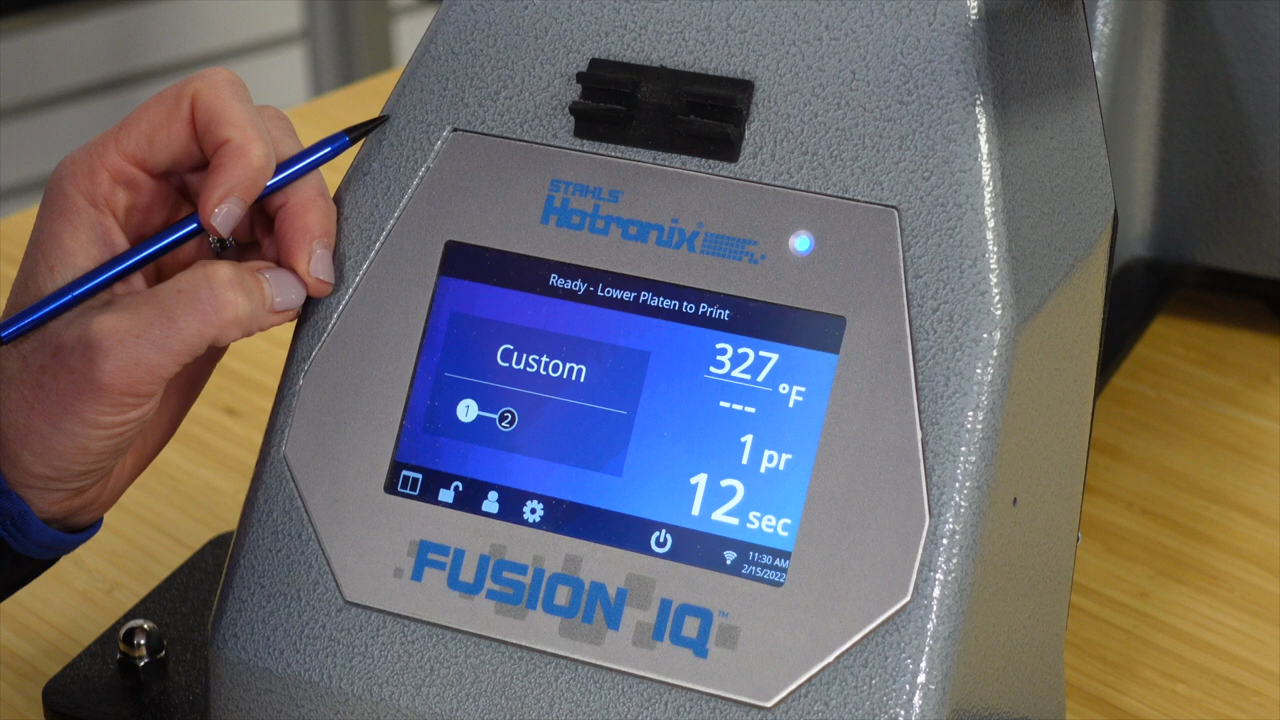 STAHLS'
Hotronix
Ready - Lower Platen to Print
Custom
1 2
327 °F
---
1 pr
12 sec
11:30 AM
2/15/2022
FUSION IQ™